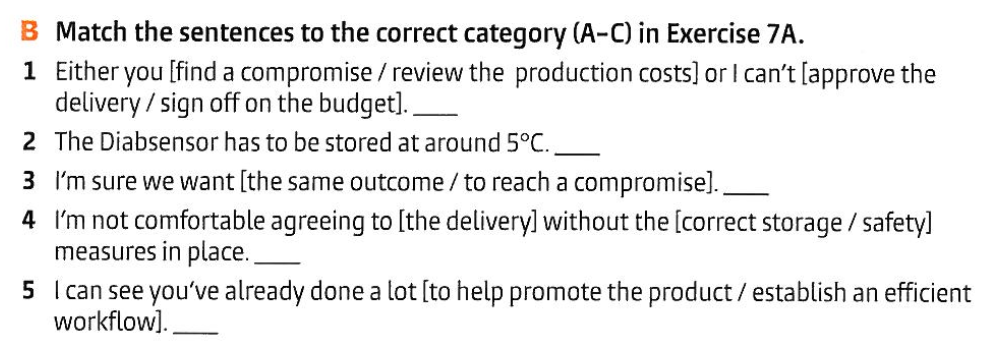 B Match the sentences to the correct category (A–C) in Exercise 7A.
1 Either you [find a compromise / review the production costs] or I can't [approve the
delivery / sign off on the budget]. ____
2 The Diabsensor has to be stored at around 5°C. ____
3 I'm sure we want [the same outcome / to reach a compromise]. ____
4 I'm not comfortable agreeing to [the delivery] without the [correct storage / safety]
measures in place. ____
5 I can see you've already done a lot [to help promote the product / establish an efficient
workflow]. ____